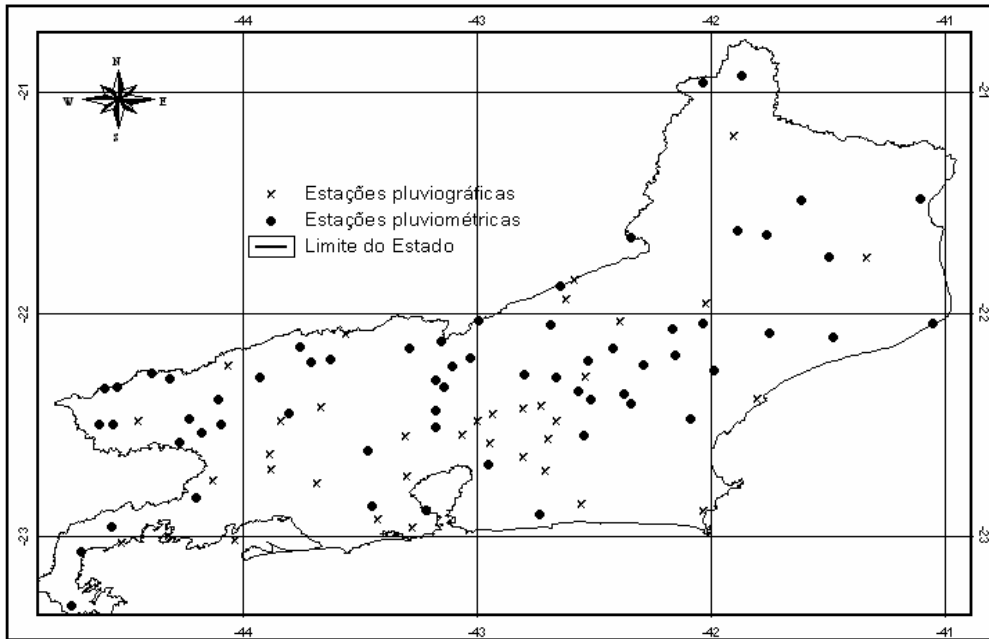 -44 -43 -42 -41
N
W E
S
-21 -21
Estações pluviográficas
Estações pluviométricas
Limite do Estado
-22 -22
-23 -23
-44 -43 -42 -41